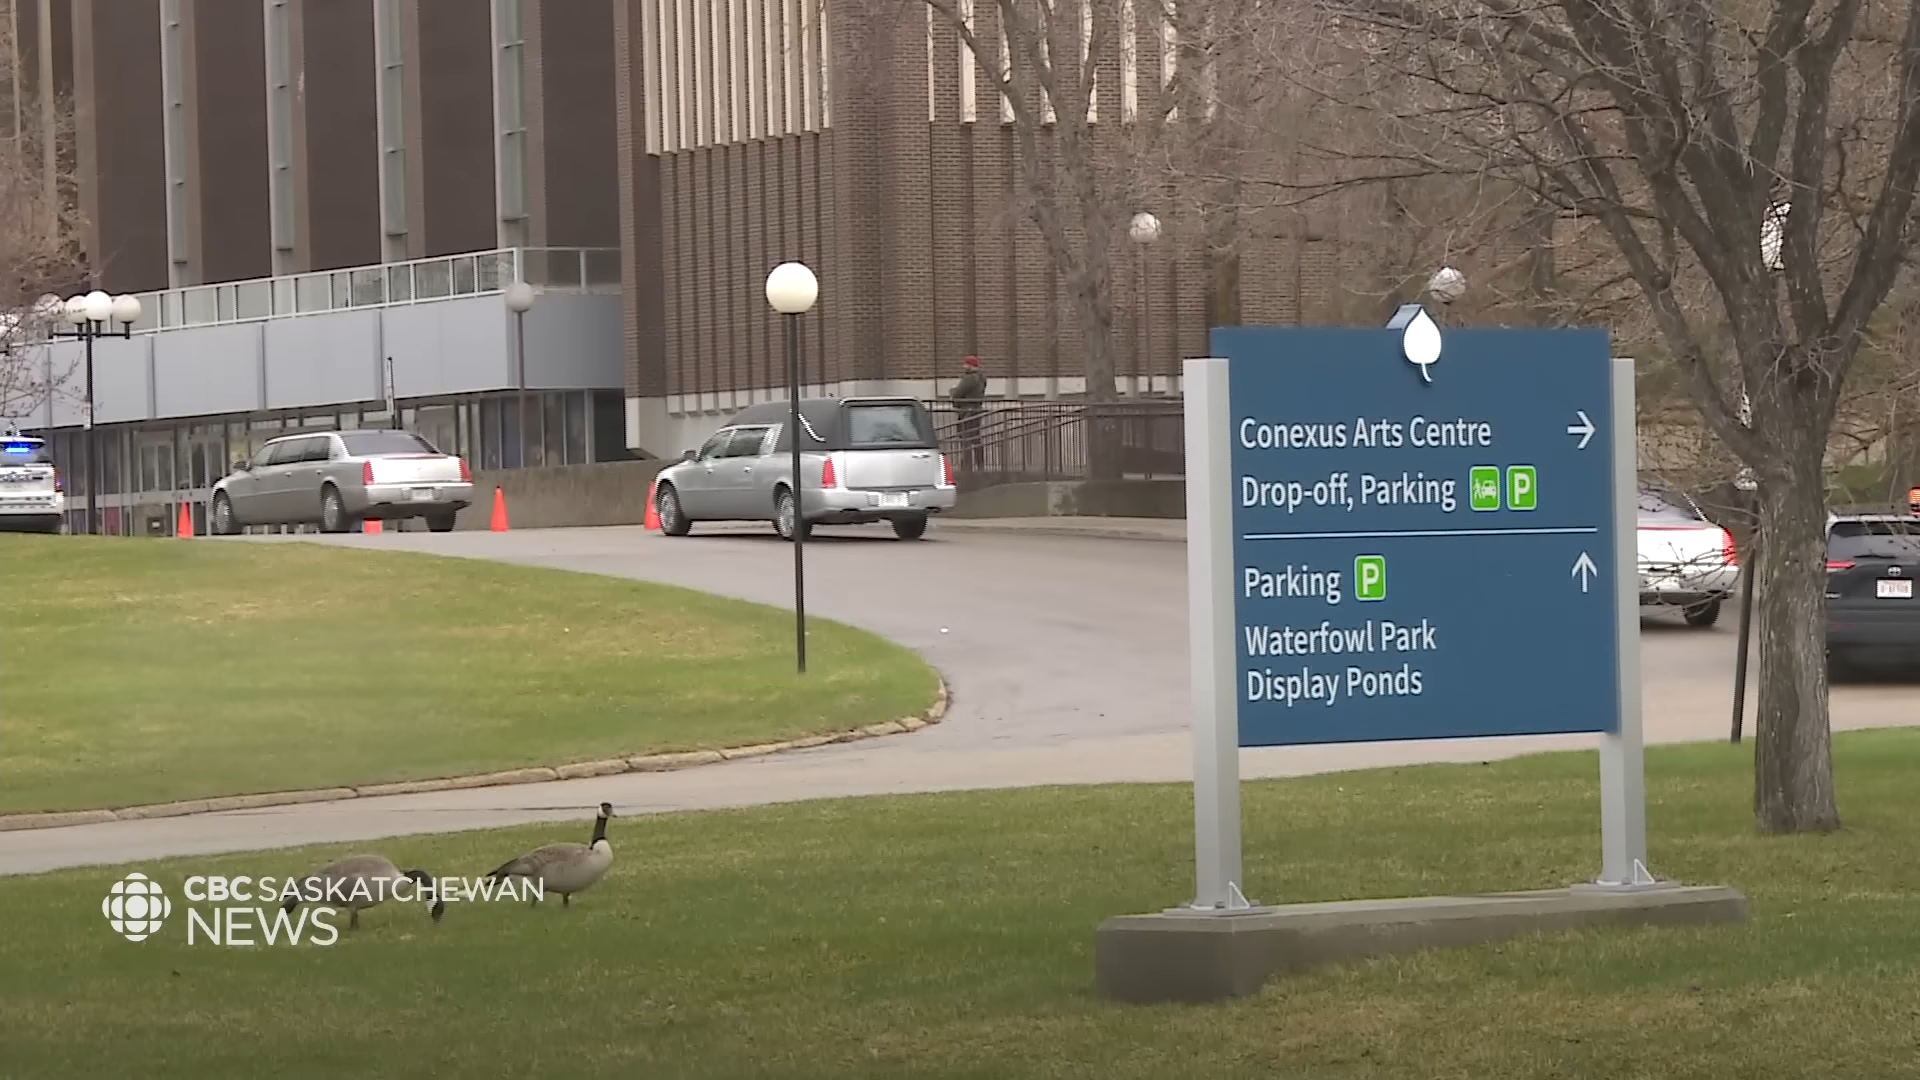 Conexus Arts Centre →
Drop-off, Parking P
Parking P ↑
Waterfowl Park
Display Ponds
CBC SASKATCHEWAN
NEWS